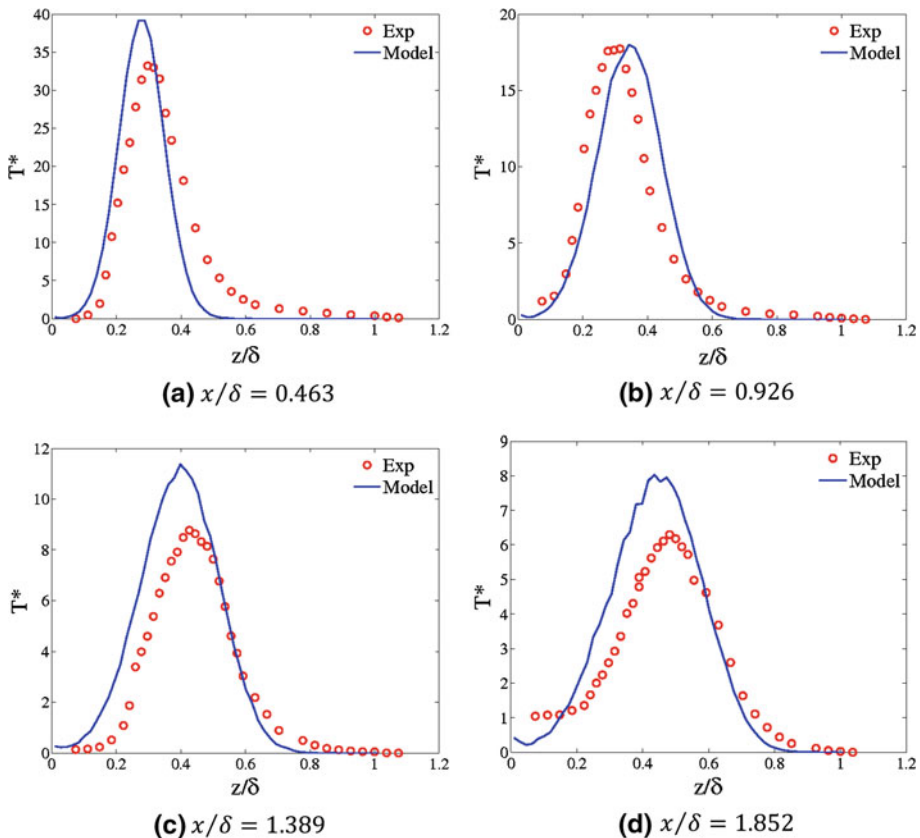 40
35
30
25
20
15
10
5
0
T*
0 0.2 0.4 0.6 0.8 1 1.2
z/δ
Exp
Model
(a) x/δ = 0.463
20
15
10
5
0
T*
0 0.2 0.4 0.6 0.8 1 1.2
z/δ
Exp
Model
(b) x/δ = 0.926
12
10
8
6
4
2
0
T*
0 0.2 0.4 0.6 0.8 1 1.2
z/δ
Exp
Model
(c) x/δ = 1.389
9
8
7
6
5
4
3
2
1
0
T*
0 0.2 0.4 0.6 0.8 1 1.2
z/δ
Exp
Model
(d) x/δ = 1.852